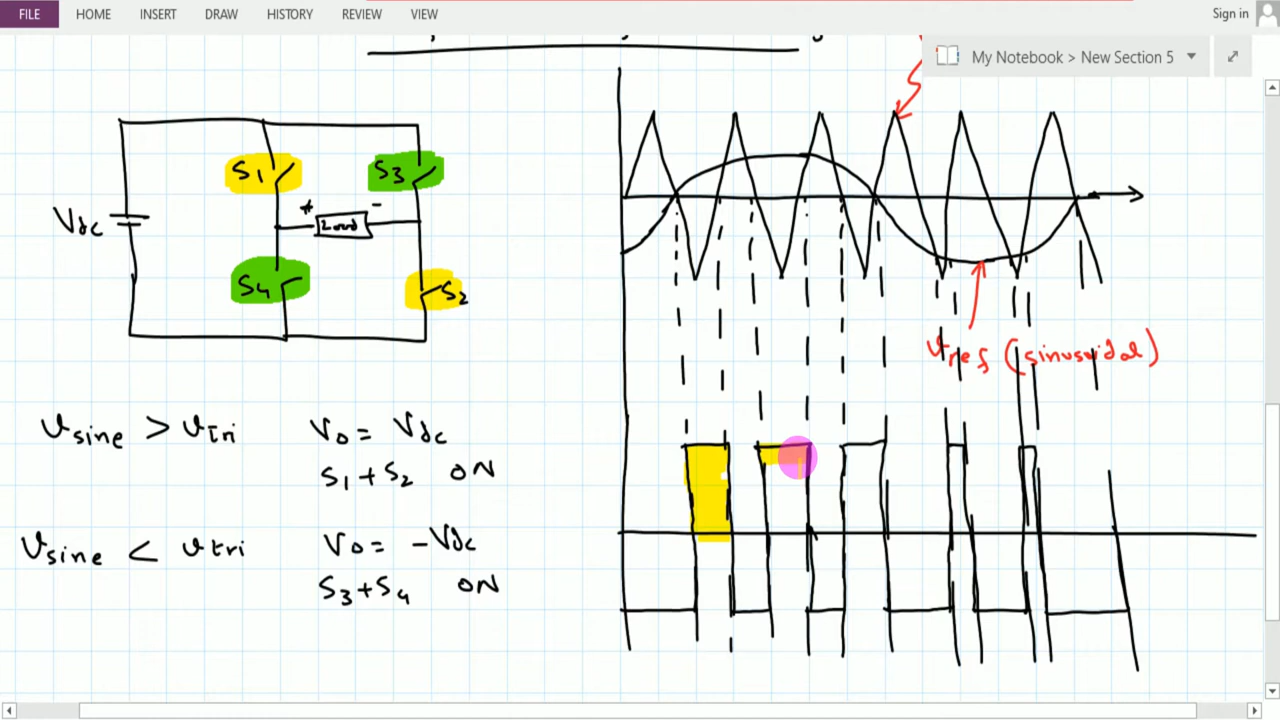 FILE HOME INSERT DRAW HISTORY REVIEW VIEW Sign in
My Notebook > New Section 5
S1 S3
+ -
Vdc Load
S4 S2
vref (sinusoidal)
vsine > vTri Vo = Vdc
S1 + S2 ON
vsine < vtri Vo = -Vdc
S3 + S4 ON